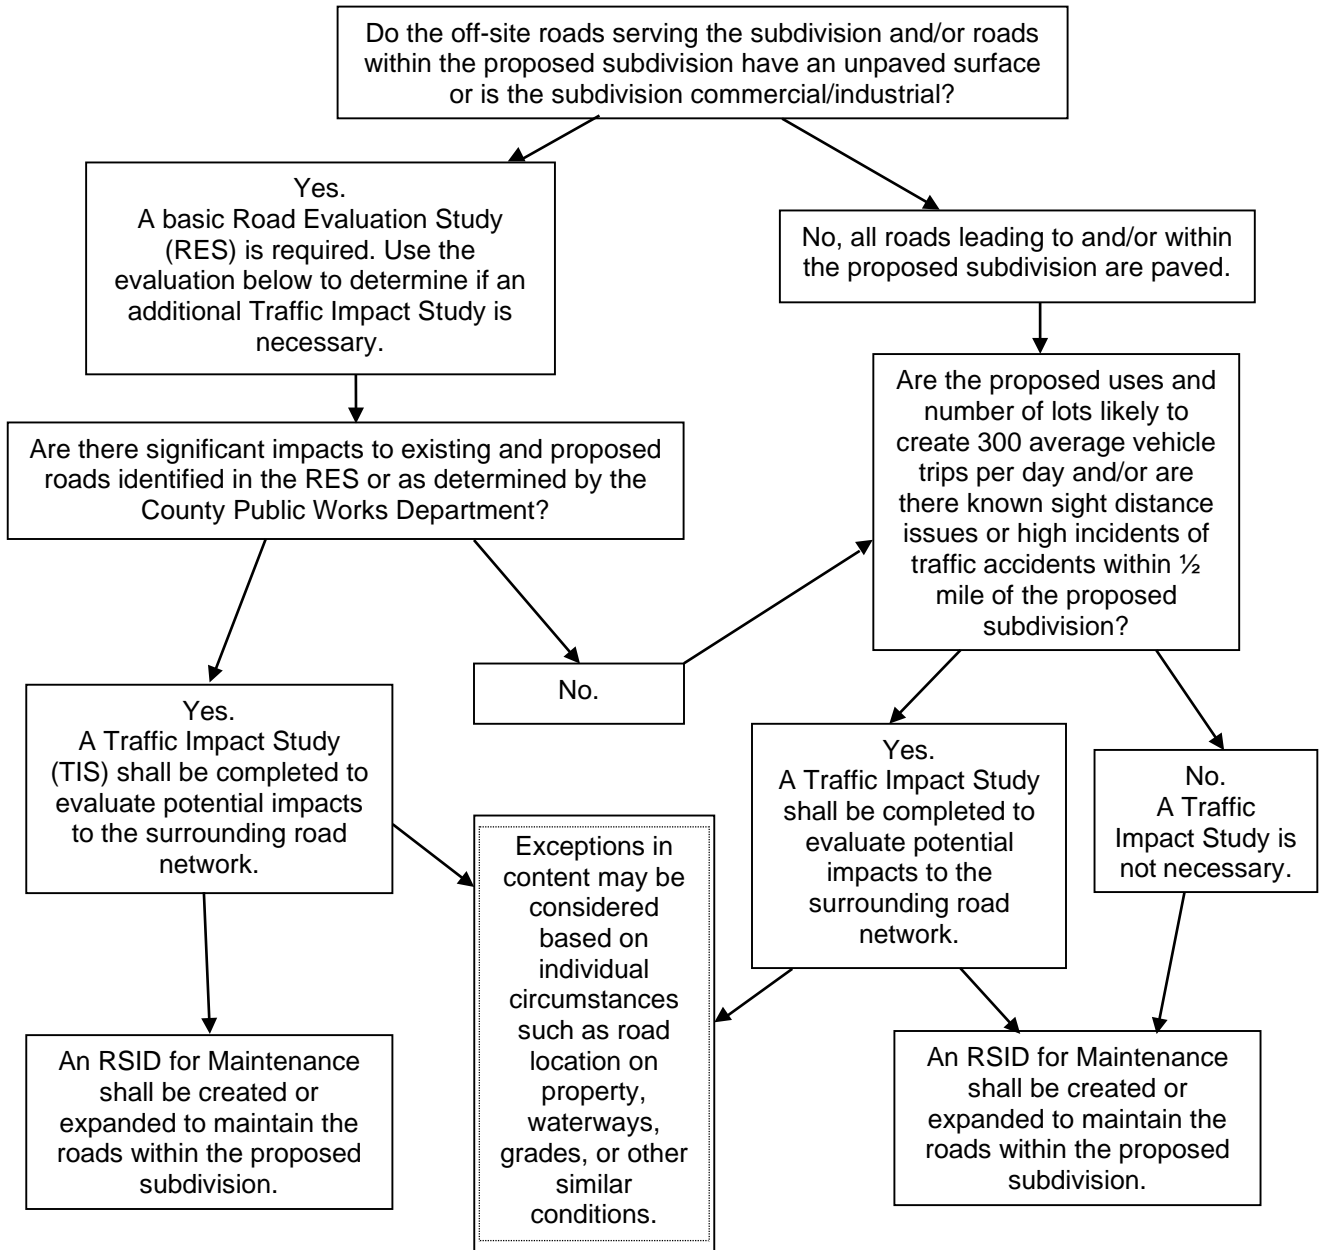 Do the off-site roads serving the subdivision and/or roads
within the proposed subdivision have an unpaved surface
or is the subdivision commercial/industrial?
Yes.
A basic Road Evaluation Study
(RES) is required. Use the
evaluation below to determine if an
additional Traffic Impact Study is
necessary.
No, all roads leading to and/or within
the proposed subdivision are paved.
Are there significant impacts to existing and proposed
roads identified in the RES or as determined by the
County Public Works Department?
Are the proposed uses and
number of lots likely to
create 300 average vehicle
trips per day and/or are
there known sight distance
issues or high incidents of
traffic accidents within ½
mile of the proposed
subdivision?
No.
Yes.
A Traffic Impact Study
(TIS) shall be completed to
evaluate potential impacts
to the surrounding road
network.
Yes.
A Traffic Impact Study
shall be completed to
evaluate potential
impacts to the
surrounding road
network.
No.
A Traffic
Impact Study is
not necessary.
Exceptions in
content may be
considered
based on
individual
circumstances
such as road
location on
property,
waterways,
grades, or other
similar
conditions.
An RSID for Maintenance
shall be created or
expanded to maintain the
roads within the proposed
subdivision.
An RSID for Maintenance
shall be created or
expanded to maintain the
roads within the proposed
subdivision.